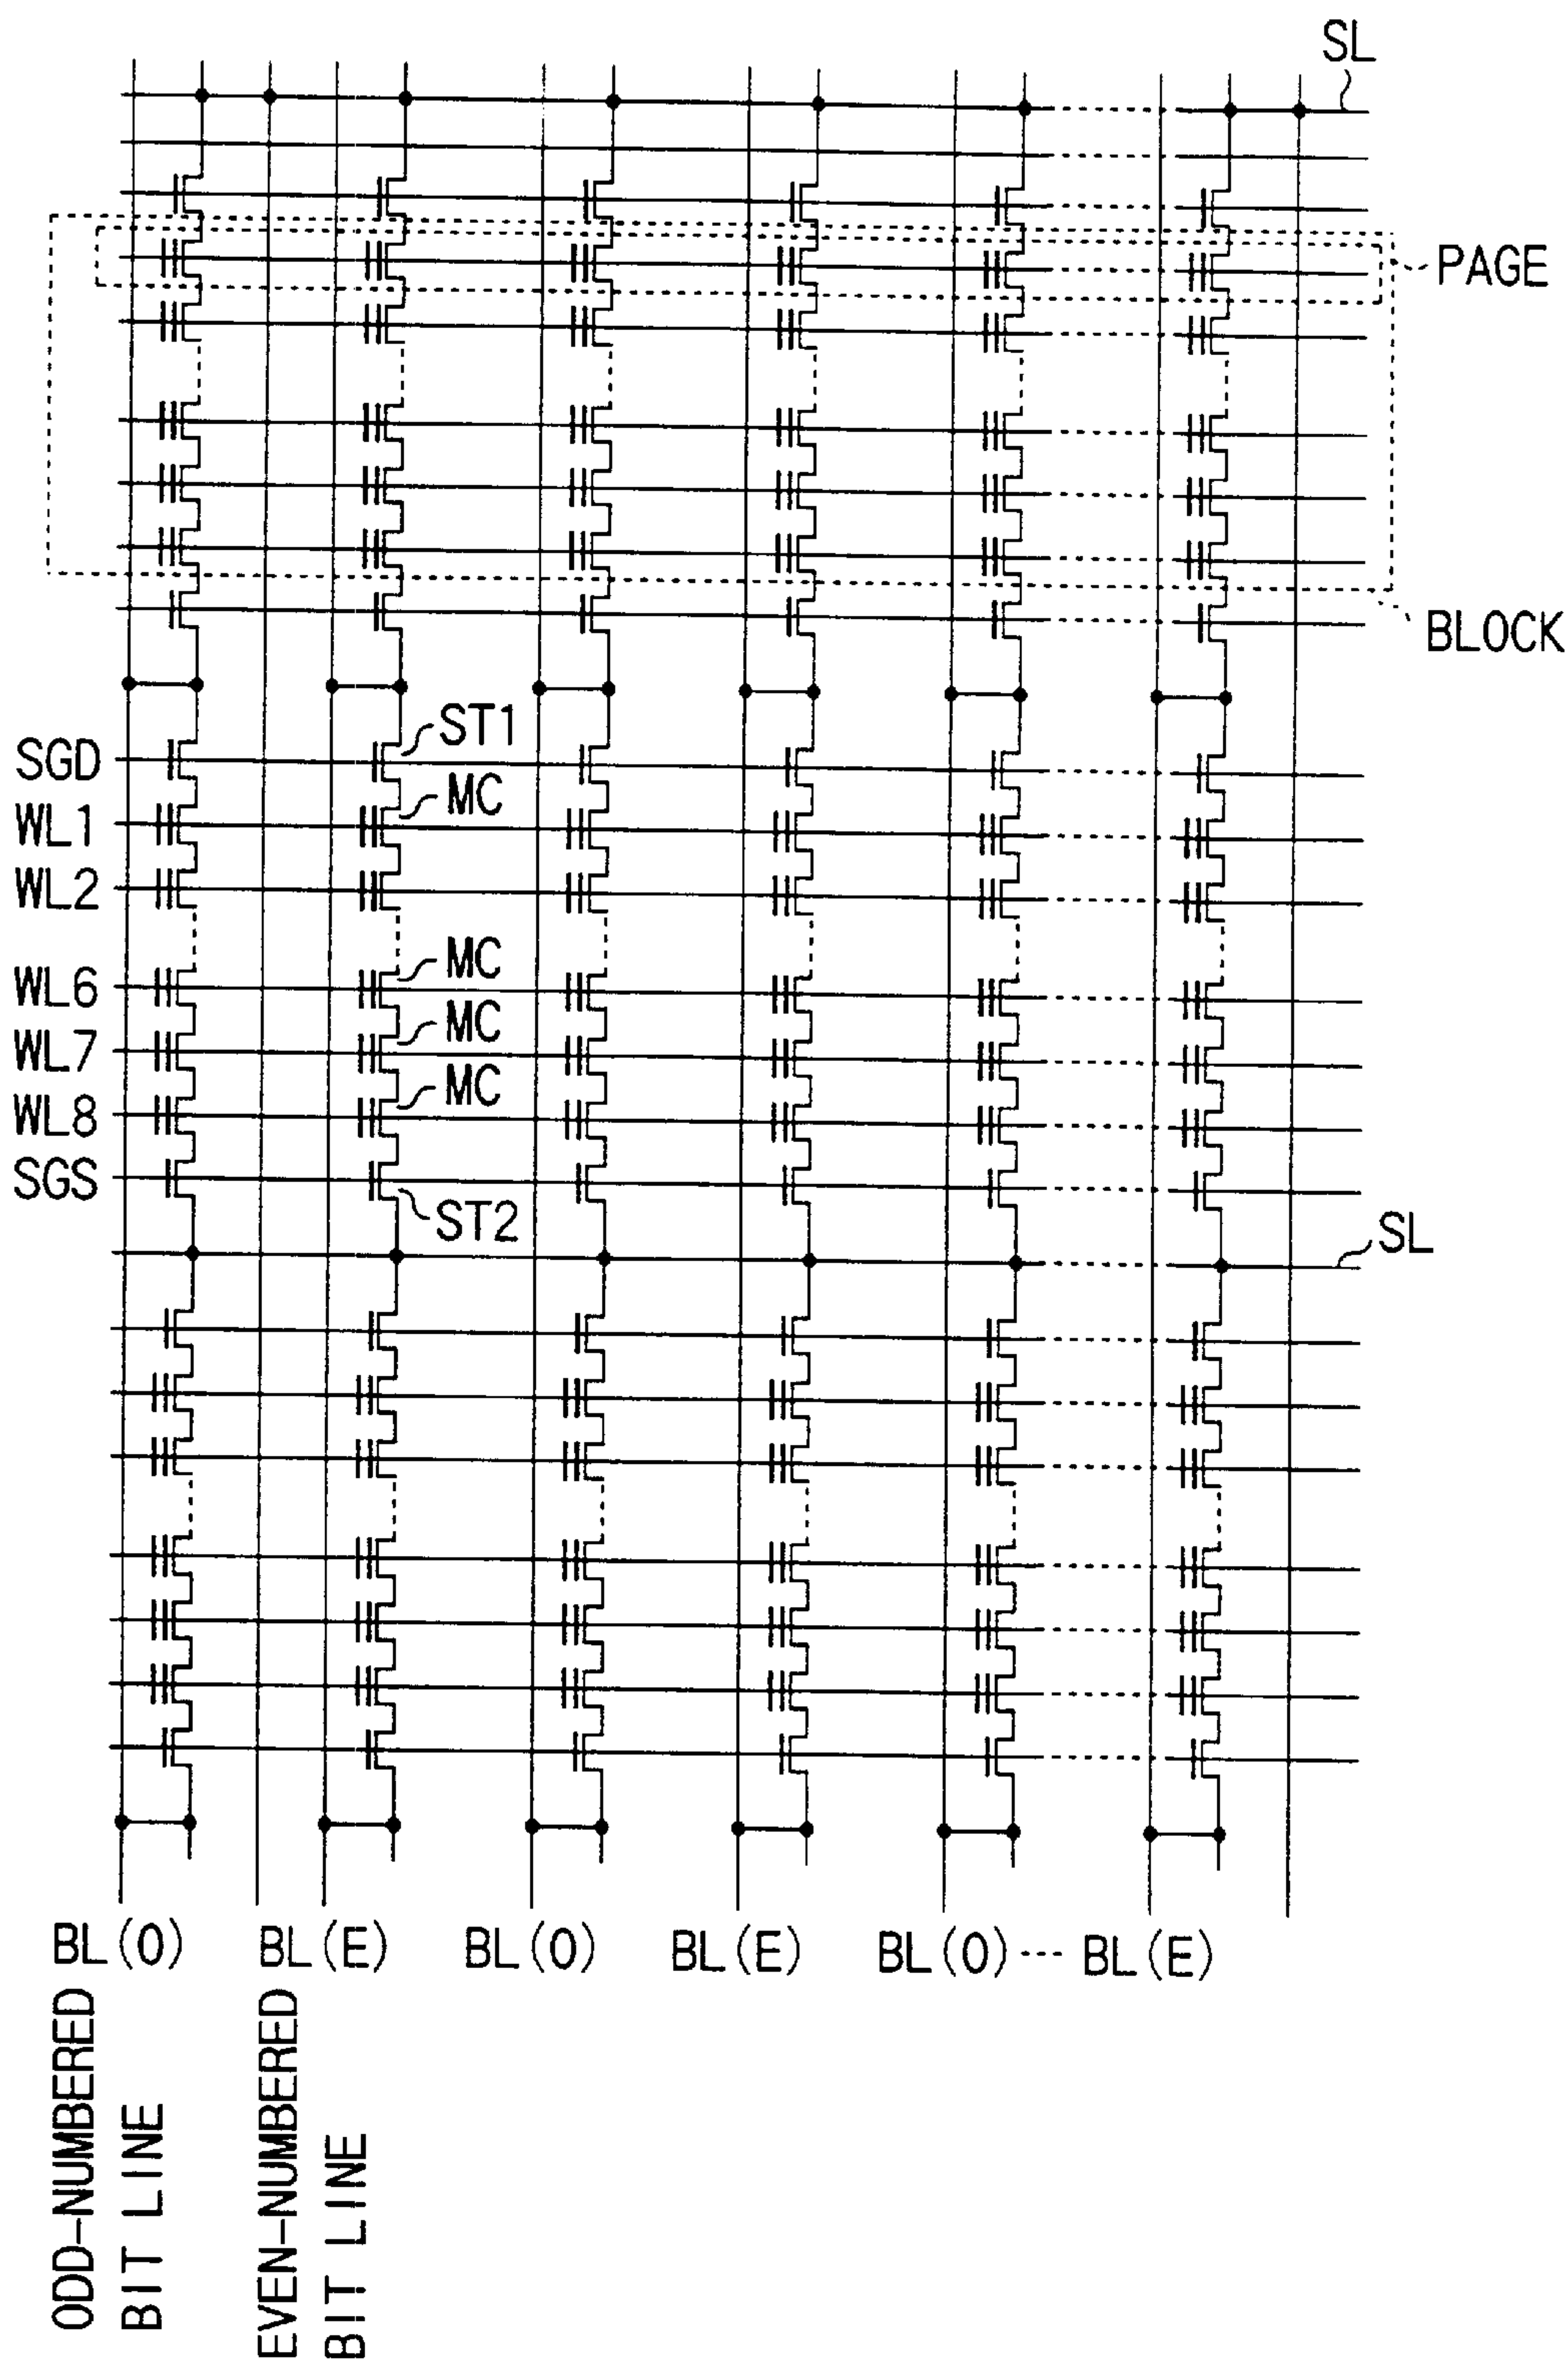 SL
PAGE
BLOCK
ST1
SGD
MC
WL1
WL2
MC
WL6
MC
WL7
MC
WL8
SGS
ST2
SL
BL(O) BL(E) BL(O) BL(E) BL(O) --- BL(E)
ODD-NUMBERED
BIT LINE
EVEN-NUMBERED
BIT LINE